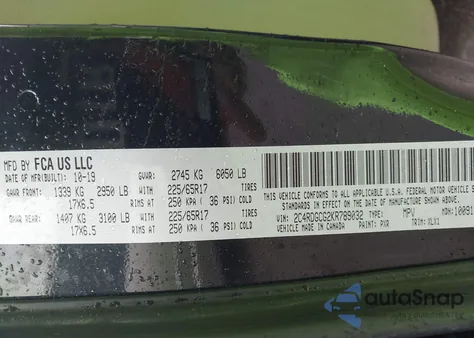 MFD BY FCA US LLC
DATE OF MFR(BUILT): 10-19 GVWR: 2745 KG 6050 LB
GAWR FRONT: 1339 KG 2950 LB WITH 225/65R17 TIRES
17X6.5 RIMS AT 250 KPA ( 36 PSI) COLD
GAWR REAR: 1407 KG 3100 LB WITH 225/65R17 TIRES
17X6.5 RIMS AT 250 KPA ( 36 PSI) COLD
THIS VEHICLE CONFORMS TO ALL APPLICABLE U.S.A. FEDERAL MOTOR VEHICLE
STANDARDS IN EFFECT ON THE DATE OF
VIN: 2C4RDGCG2KR789032 MPV MDH: 10091
VEHICLE MADE IN CANADA PAINT: PXR TRIM: XLX1
autoSnap